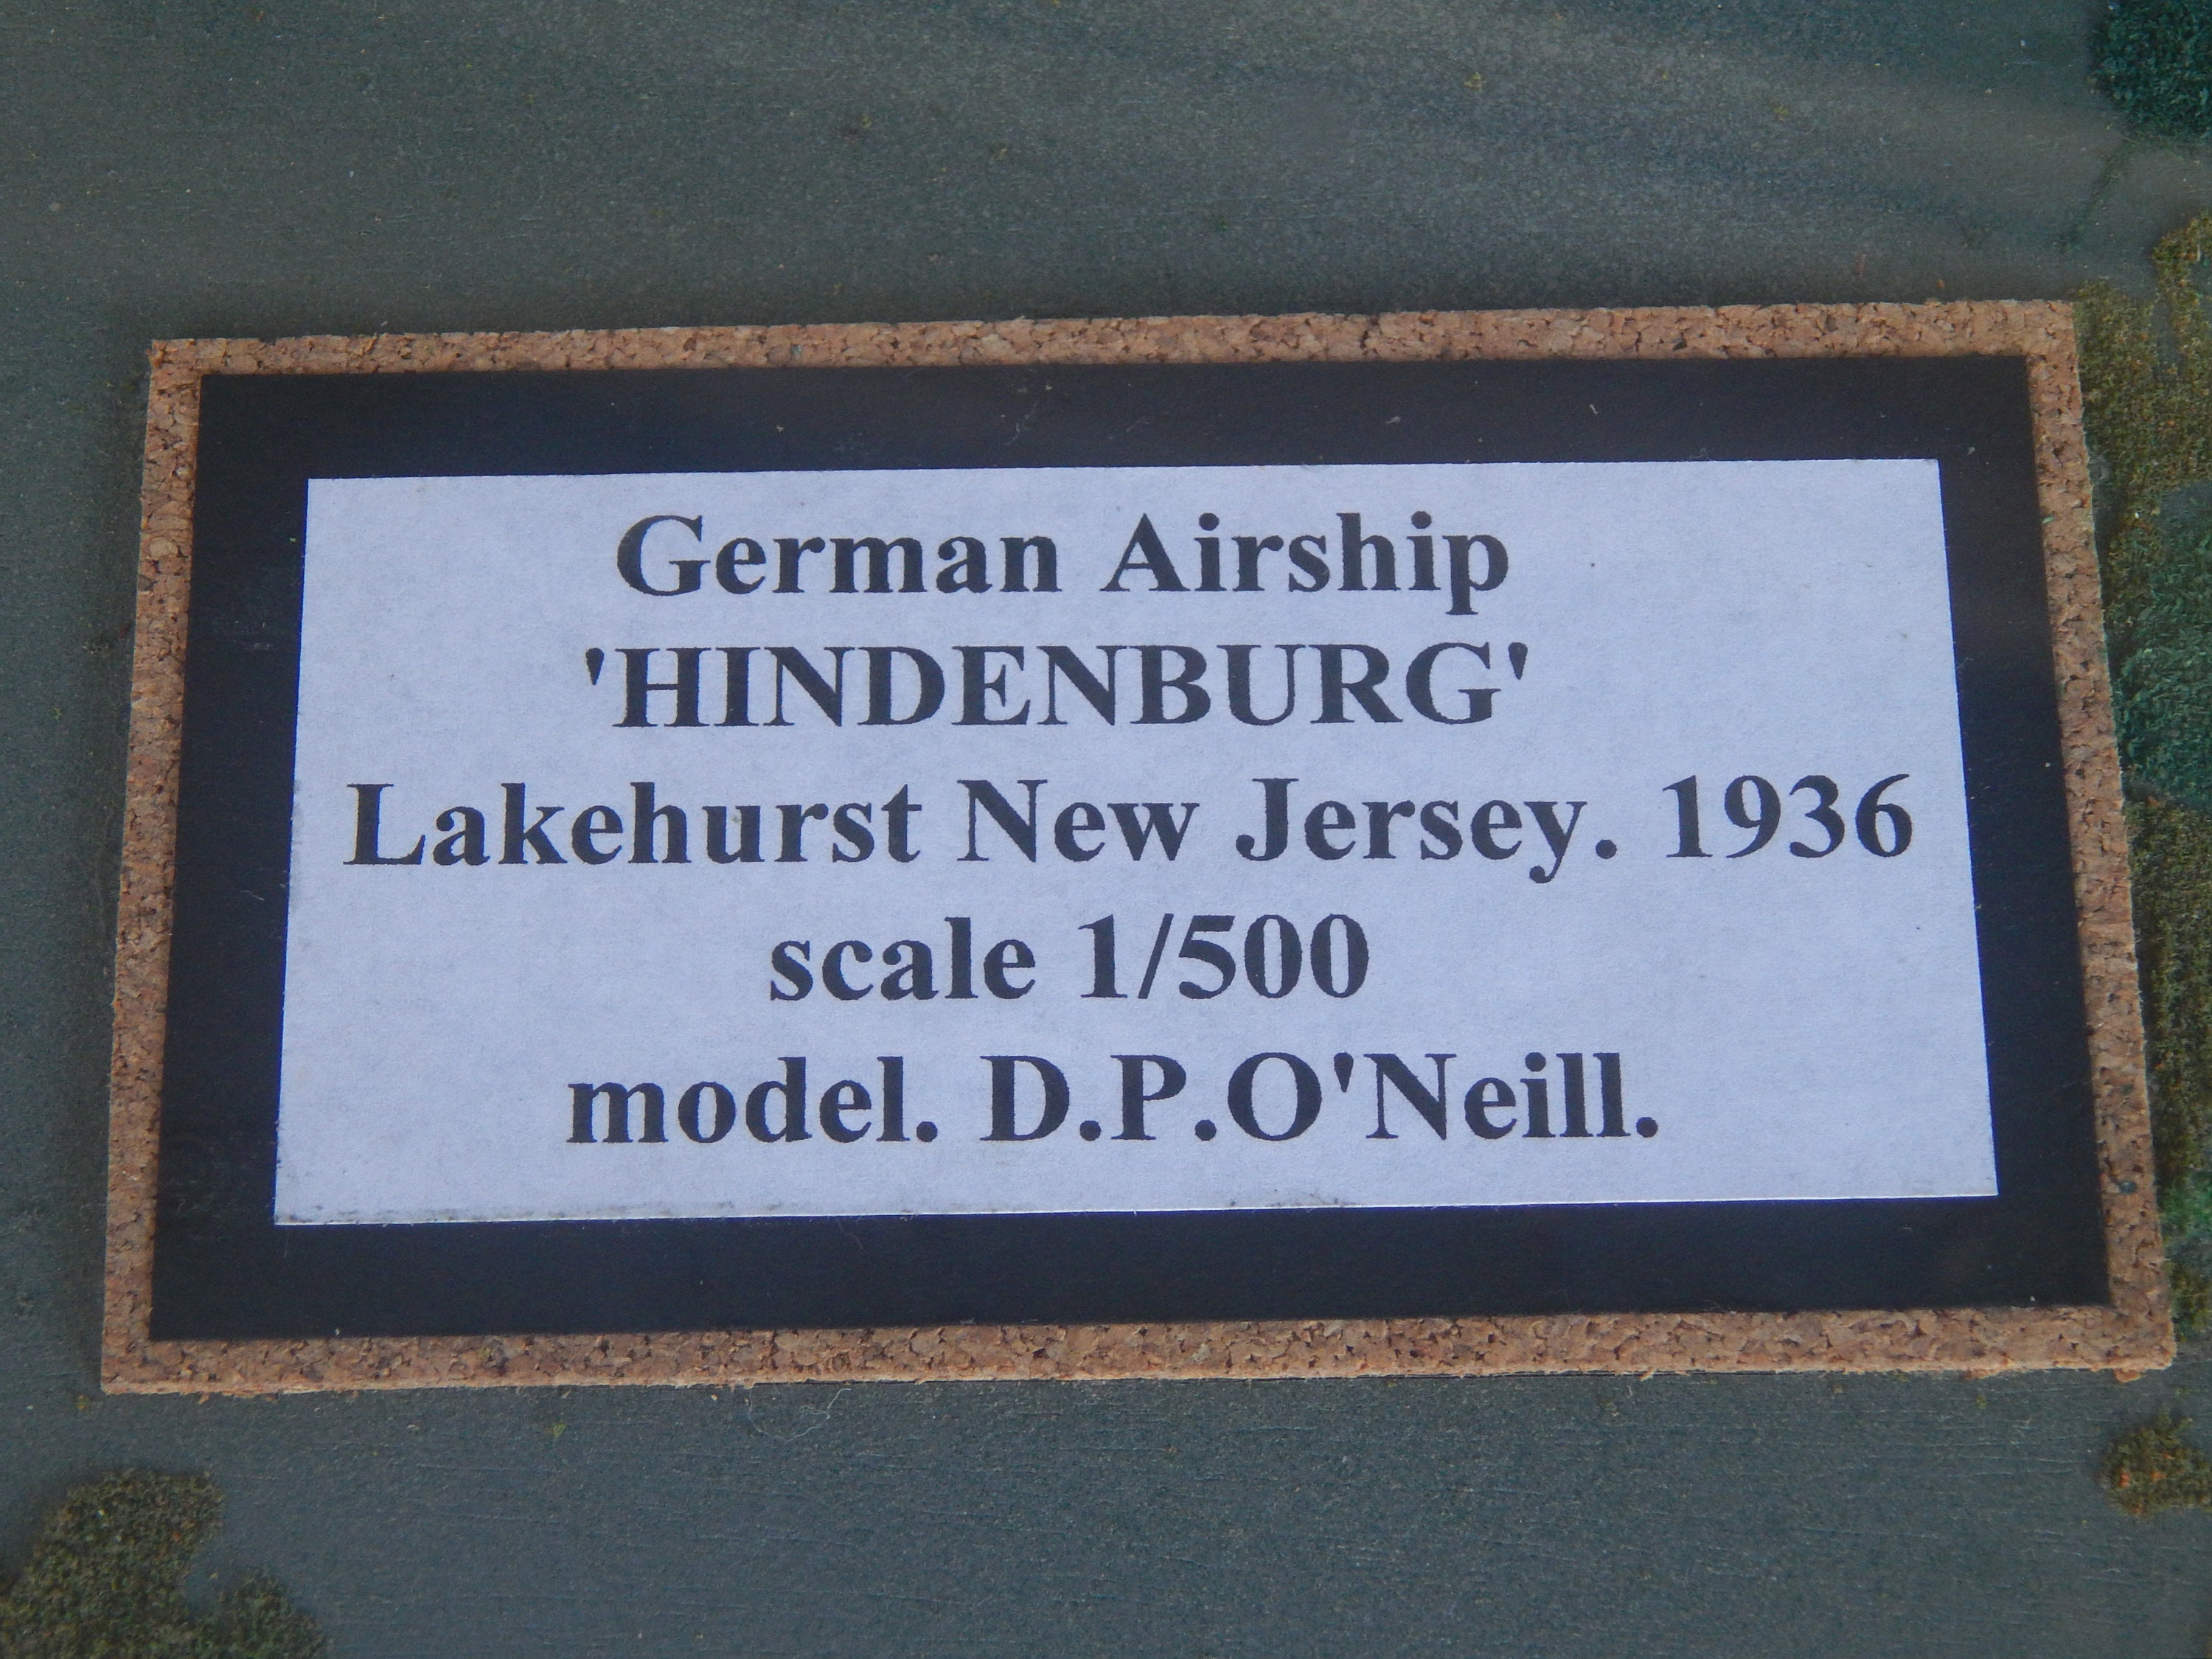 German Airship
'HINDENBURG'
Lakehurst New Jersey. 1936
scale 1/500
model. D.P.O'Neill.